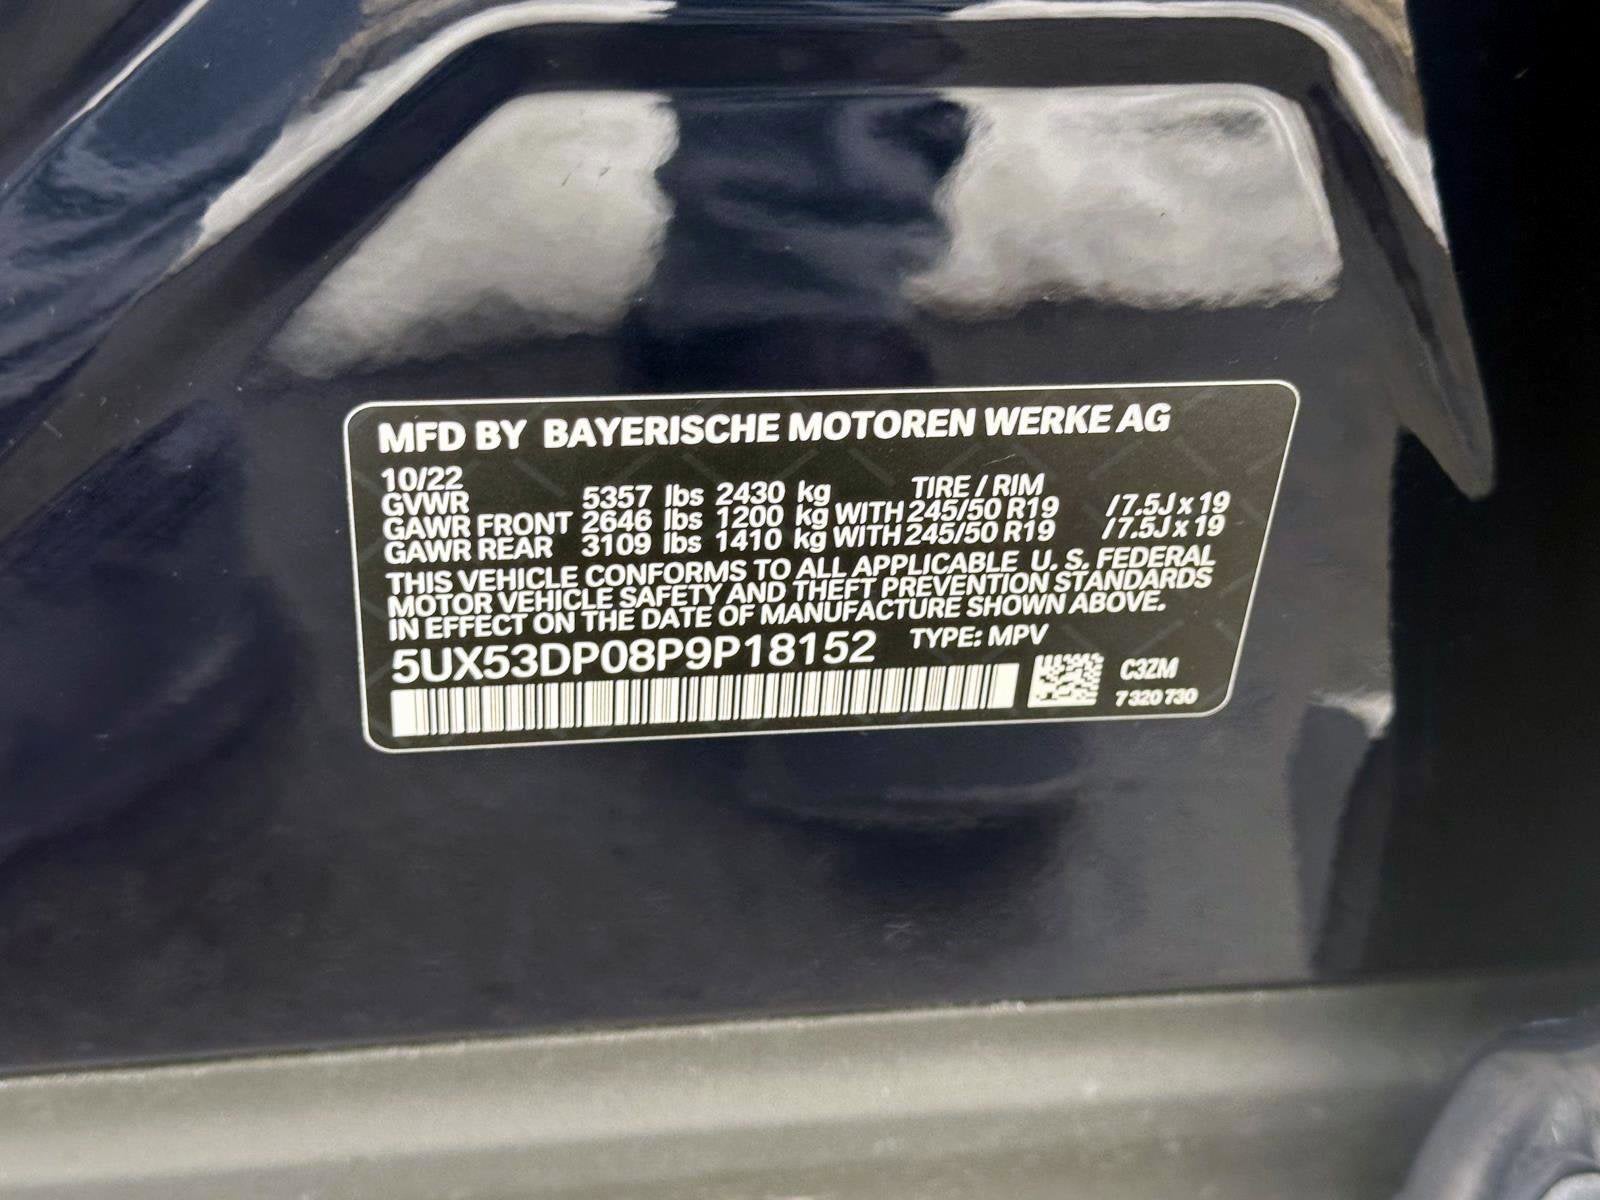 MFD BY BAYERISCHE MOTOREN WERKE AG
10/22 TIRE / RIM
GVWR 5357 lbs 2430 kg
GAWR FRONT 2646 lbs 1200 kg WITH 245/50 R19 / 7.5J x 19
GAWR REAR 3109 lbs 1410 kg WITH 245/50 R19 / 7.5J x 19
THIS VEHICLE CONFORMS TO ALL APPLICABLE U. S. FEDERAL
MOTOR VEHICLE SAFETY AND THEFT PREVENTION STANDARDS
IN EFFECT ON THE DATE OF MANUFACTURE SHOWN ABOVE.
5UX53DP08P9P18152 TYPE: MPV
C3ZM
7 320 730